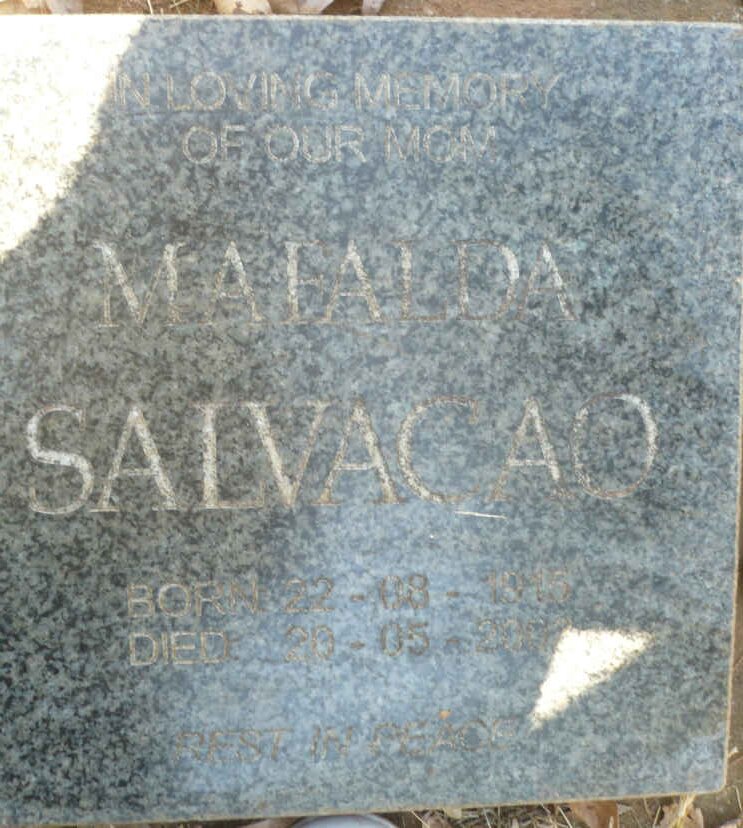 IN LOVING MEMORY
OF OUR MOM
MAFALDA
SALVACAO
BORN 22 - 08 - 1915
DIED 20 - 05 -
REST IN PEACE